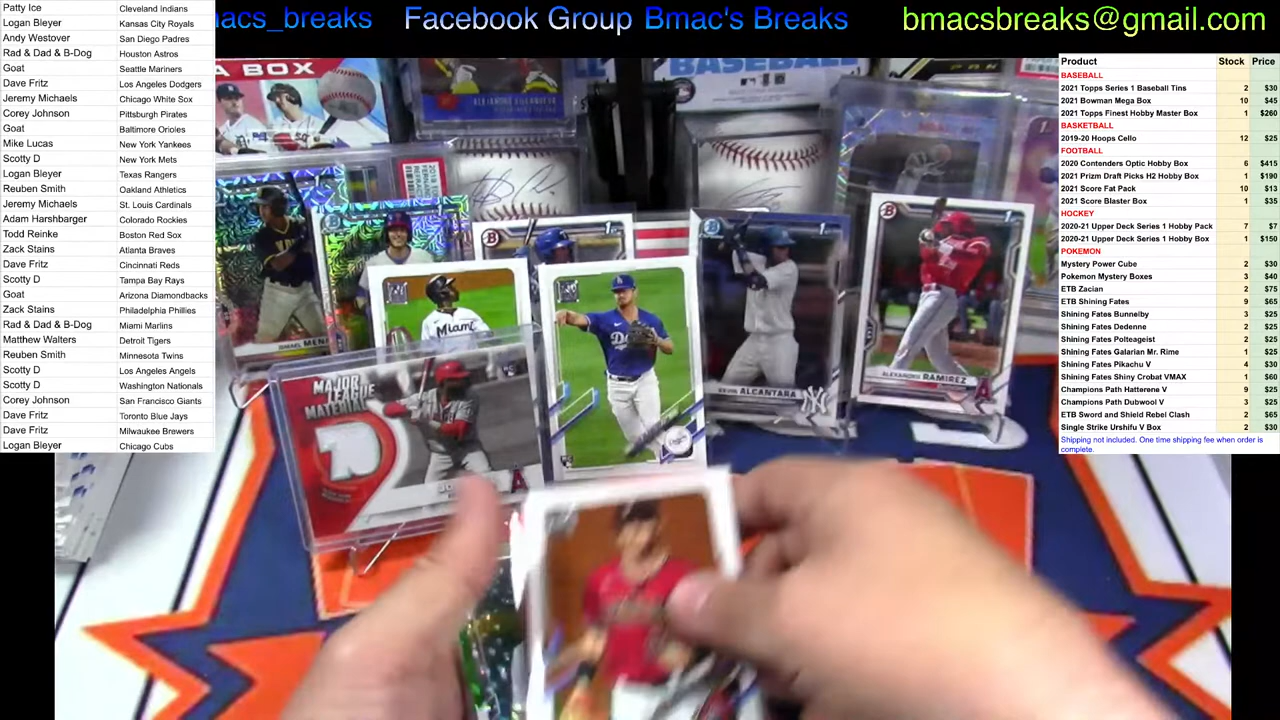 macs_breaks Facebook Group Bmac's Breaks bmacsbreaks@gmail.com
Patty Ice Cleveland Indians
Logan Bleyer Kansas City Royals
Andy Westover San Diego Padres
Rad & Dad & B-Dog Houston Astros
Goat Seattle Mariners
Dave Fritz Los Angeles Dodgers
Jeremy Michaels Chicago White Sox
Corey Johnson Pittsburgh Pirates
Goat Baltimore Orioles
Mike Lucas New York Yankees
Scotty D New York Mets
Logan Bleyer Texas Rangers
Reuben Smith Oakland Athletics
Jeremy Michaels St. Louis Cardinals
Adam Harshbarger Colorado Rockies
Todd Reinke Boston Red Sox
Zack Stains Atlanta Braves
Dave Fritz Cincinnati Reds
Scotty D Tampa Bay Rays
Goat Arizona Diamondbacks
Zack Stains Philadelphia Phillies
Rad & Dad & B-Dog Miami Marlins
Matthew Walters Detroit Tigers
Reuben Smith Minnesota Twins
Scotty D Los Angeles Angels
Scotty D Washington Nationals
Corey Johnson San Francisco Giants
Dave Fritz Toronto Blue Jays
Dave Fritz Milwaukee Brewers
Logan Bleyer Chicago Cubs
A BOX
BASEBALL
Miami
MAJOR
LEAGUE
MATERIAL
ALCANTARA
ALEXANDER RAMIREZ
Product Stock Price
BASEBALL
2021 Topps Series 1 Baseball Tins 2 $30
2021 Bowman Mega Box 10 $45
2021 Topps Finest Hobby Master Box 1 $260
BASKETBALL
2019-20 Hoops Cello 12 $25
FOOTBALL
2020 Contenders Optic Hobby Box 6 $415
2021 Prizm Draft Picks H2 Hobby Box 1 $190
2021 Score Fat Pack 10 $13
2021 Score Blaster Box 1 $35
HOCKEY
2020-21 Upper Deck Series 1 Hobby Pack 7 $7
2020-21 Upper Deck Series 1 Hobby Box 1 $150
POKEMON
Mystery Power Cube 2 $30
Pokemon Mystery Boxes 3 $40
ETB Zacian 2 $75
ETB Shining Fates 9 $65
Shining Fates Bunnelby 3 $25
Shining Fates Dedenne 2 $25
Shining Fates Polteageist 2 $25
Shining Fates Galarian Mr. Rime 1 $25
Shining Fates Pikachu V 4 $30
Shining Fates Shiny Crobat VMAX 1 $60
Champions Path Hatterene V 9 $25
Champions Path Dubwool V 3 $25
ETB Sword and Shield Rebel Clash 2 $65
Single Strike Urshifu V Box 2 $30
Shipping not included. One time shipping fee when order is
complete.